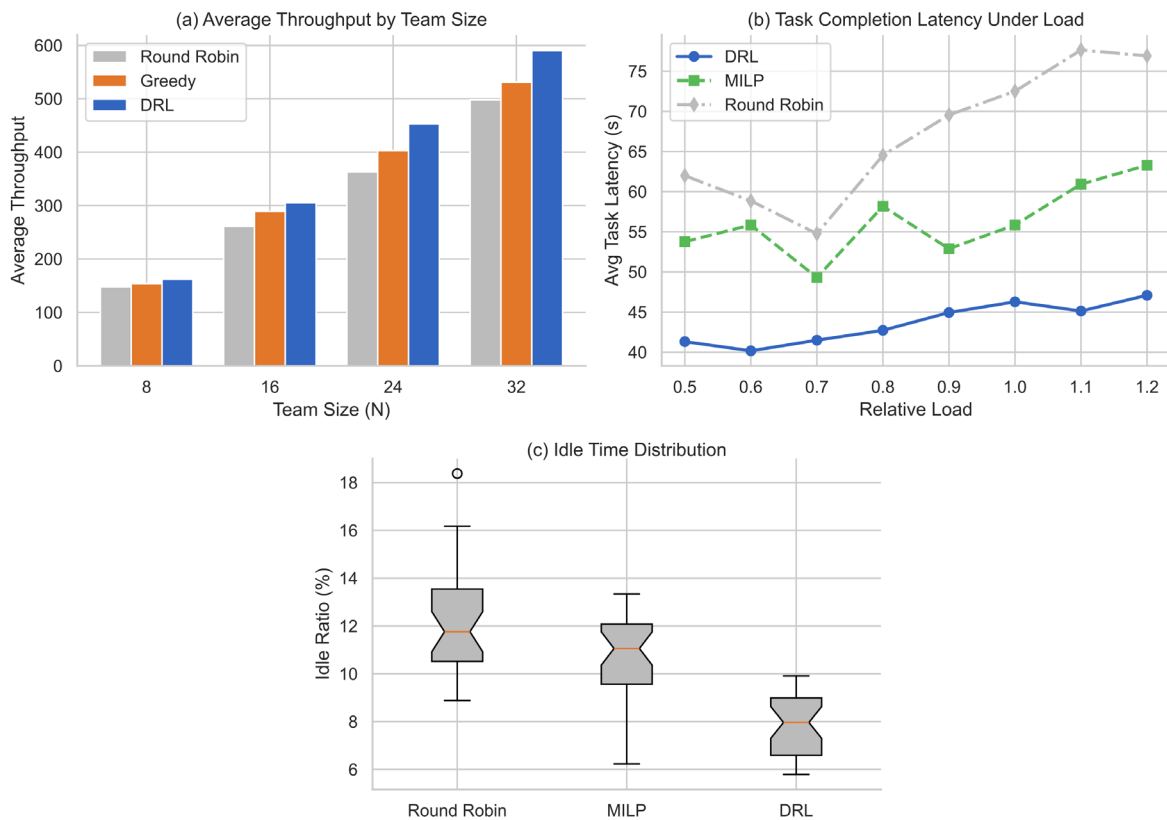 (a) Average Throughput by Team Size
Average Throughput
600
500
400
300
200
100
0
Round Robin
Greedy
DRL
8 16 24 32
Team Size (N)
(b) Task Completion Latency Under Load
Avg Task Latency (s)
75
70
65
60
55
50
45
40
DRL
MILP
Round Robin
0.5 0.6 0.7 0.8 0.9 1.0 1.1 1.2
Relative Load
(c) Idle Time Distribution
Idle Ratio (%)
18
16
14
12
10
8
6
Round Robin MILP DRL